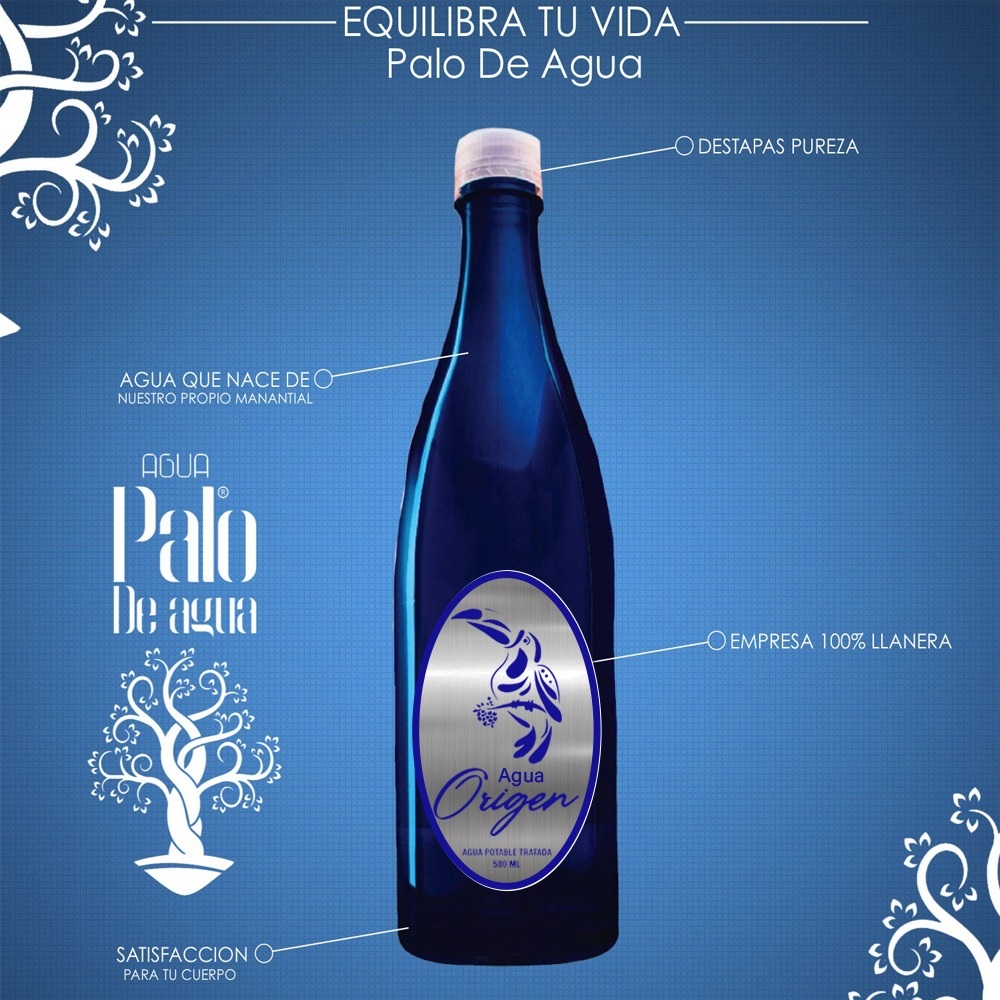 EQUILIBRA TU VIDA
Palo De Agua
DESTAPAS PUREZA
AGUA QUE NACE DE
NUESTRO PROPIO MANANTIAL
AGUA
Palo®
De agua
EMPRESA 100% LLANERA
Agua
Origen
AGUA POTABLE TRATADA
500 ML
SATISFACCION
PARA TU CUERPO